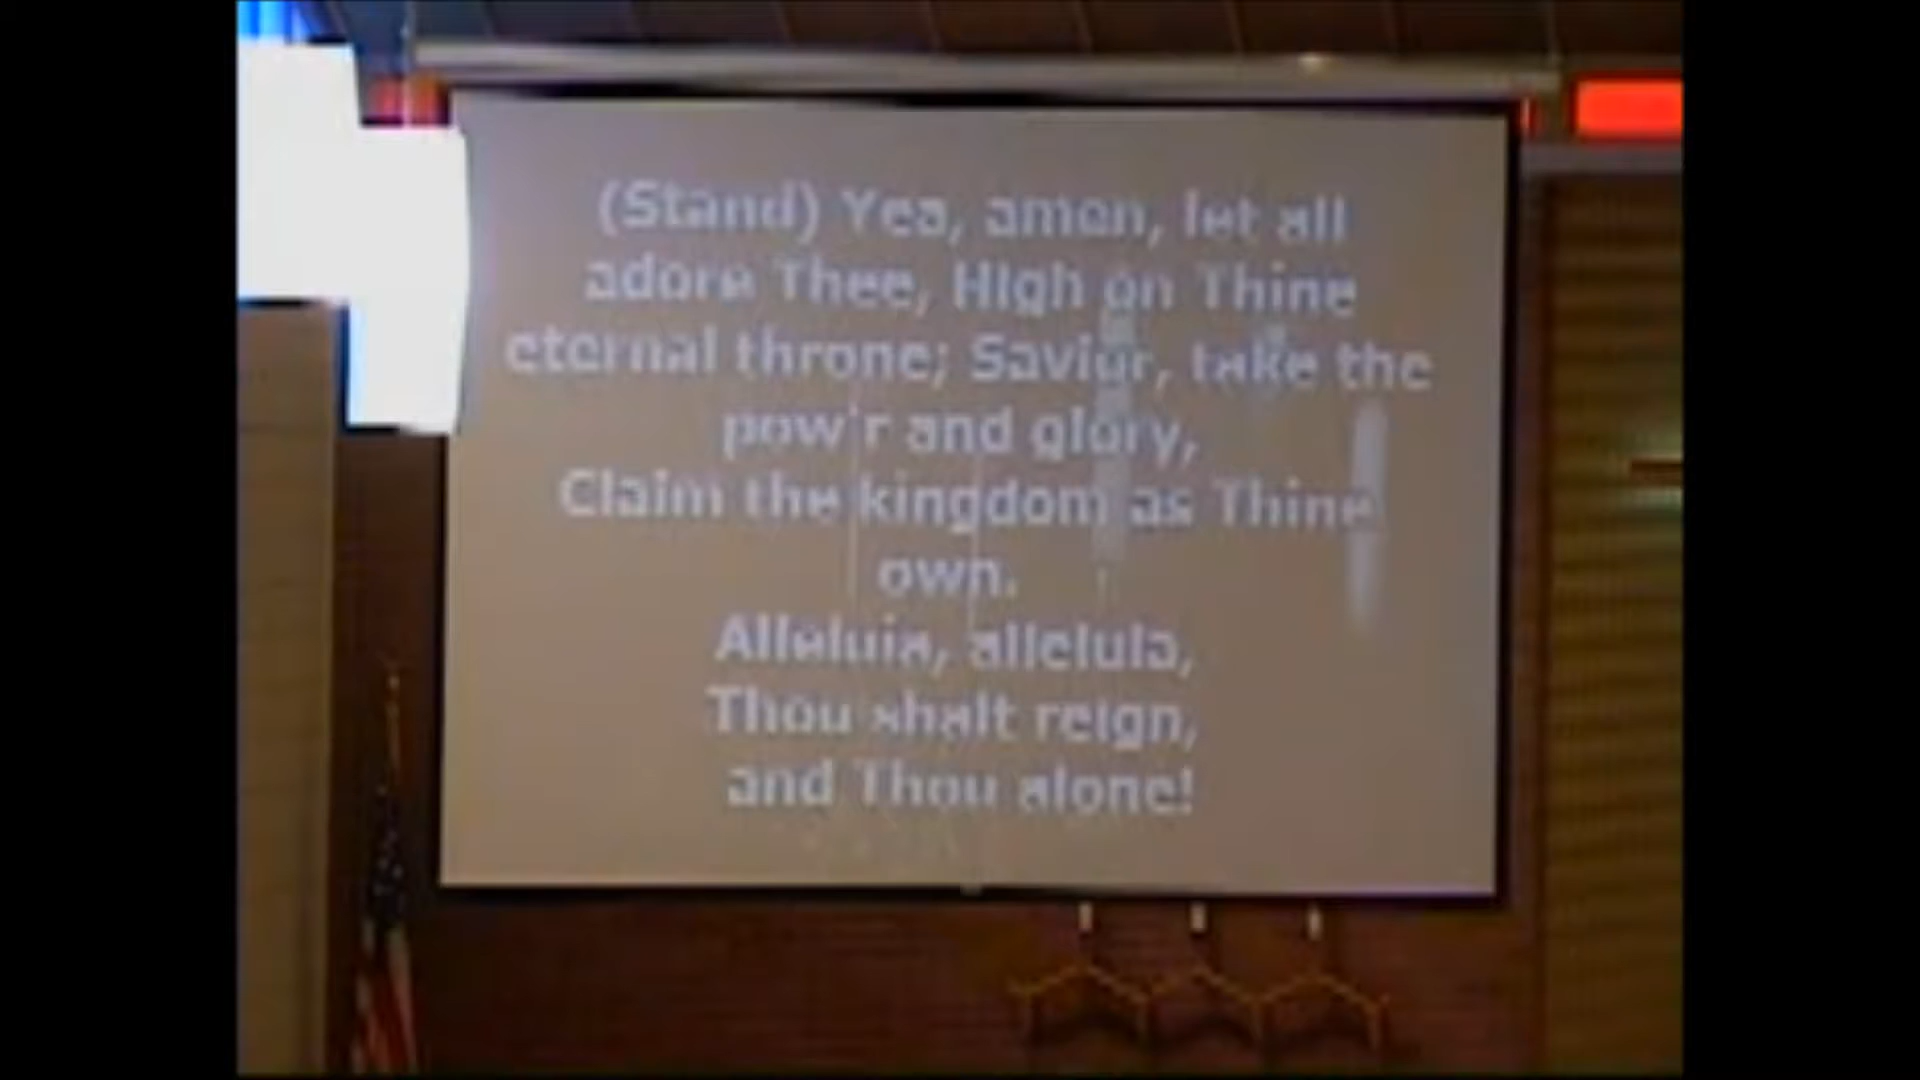 (Stand) Yea, amen, let all
adore Thee, High on Thine
eternal throne; Savior, take the
pow'r and glory,
Claim the kingdom as Thine
own.
Alleluia, alleluia,
Thou shalt reign,
and Thou alone!